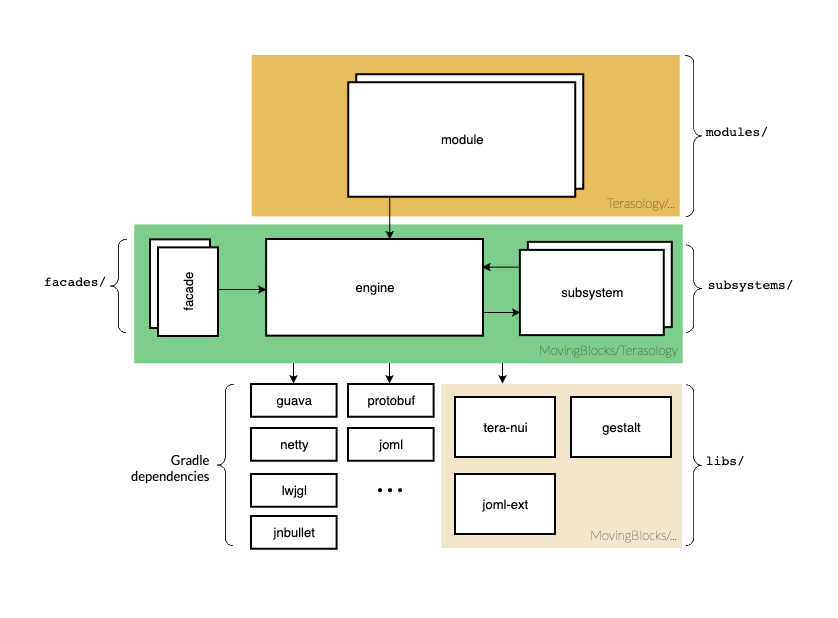 module
modules/
Terasology/...
facades/
facade
engine
subsystem
subsystems/
MovingBlocks/Terasology
guava
protobuf
netty
joml
lwjgl
...
jnbullet
Gradle
dependencies
tera-nui
gestalt
joml-ext
libs/
MovingBlocks/...